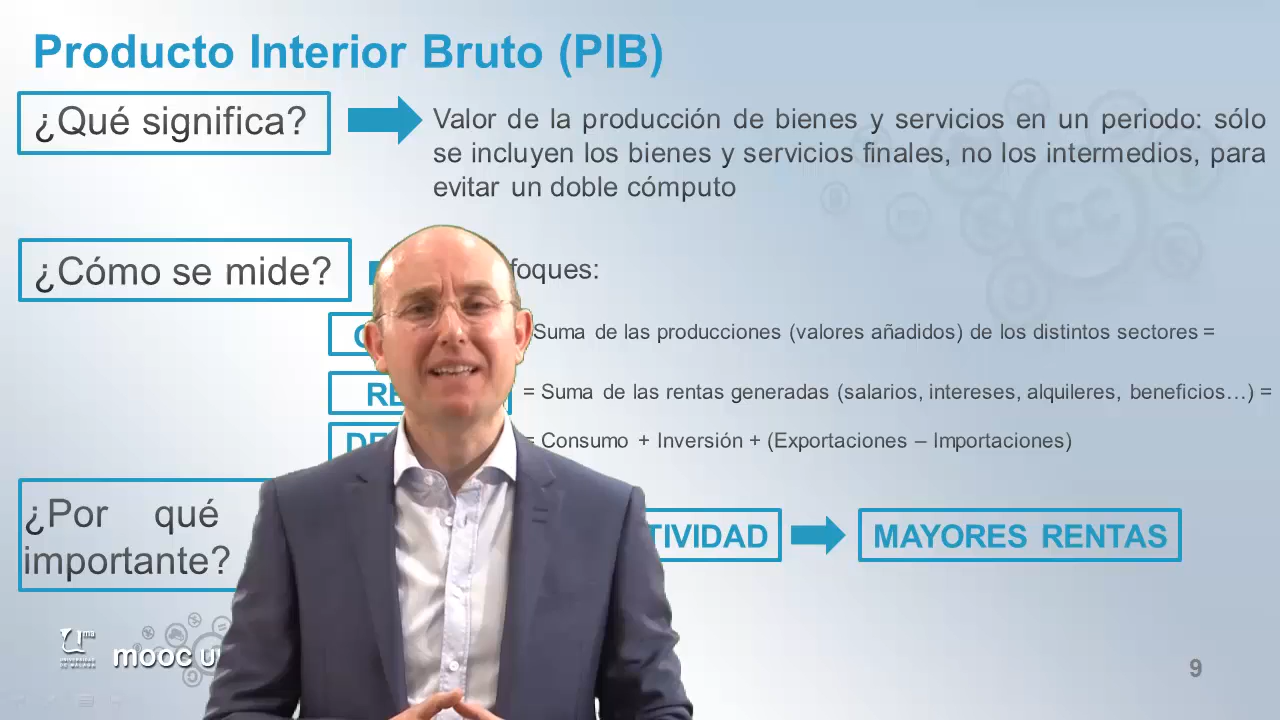 Producto Interior Bruto (PIB)
¿Qué significa?
Valor de la producción de bienes y servicios en un periodo: sólo
se incluyen los bienes y servicios finales, no los intermedios, para
evitar un doble cómputo
¿Cómo se mide?
foques:
Suma de las producciones (valores añadidos) de los distintos sectores =
RE
= Suma de las rentas generadas (salarios, intereses, alquileres, beneficios…) =
DE
= Consumo + Inversión + (Exportaciones – Importaciones)
¿Por qué
importante?
TIVIDAD
MAYORES RENTAS
uma
mooc u
9